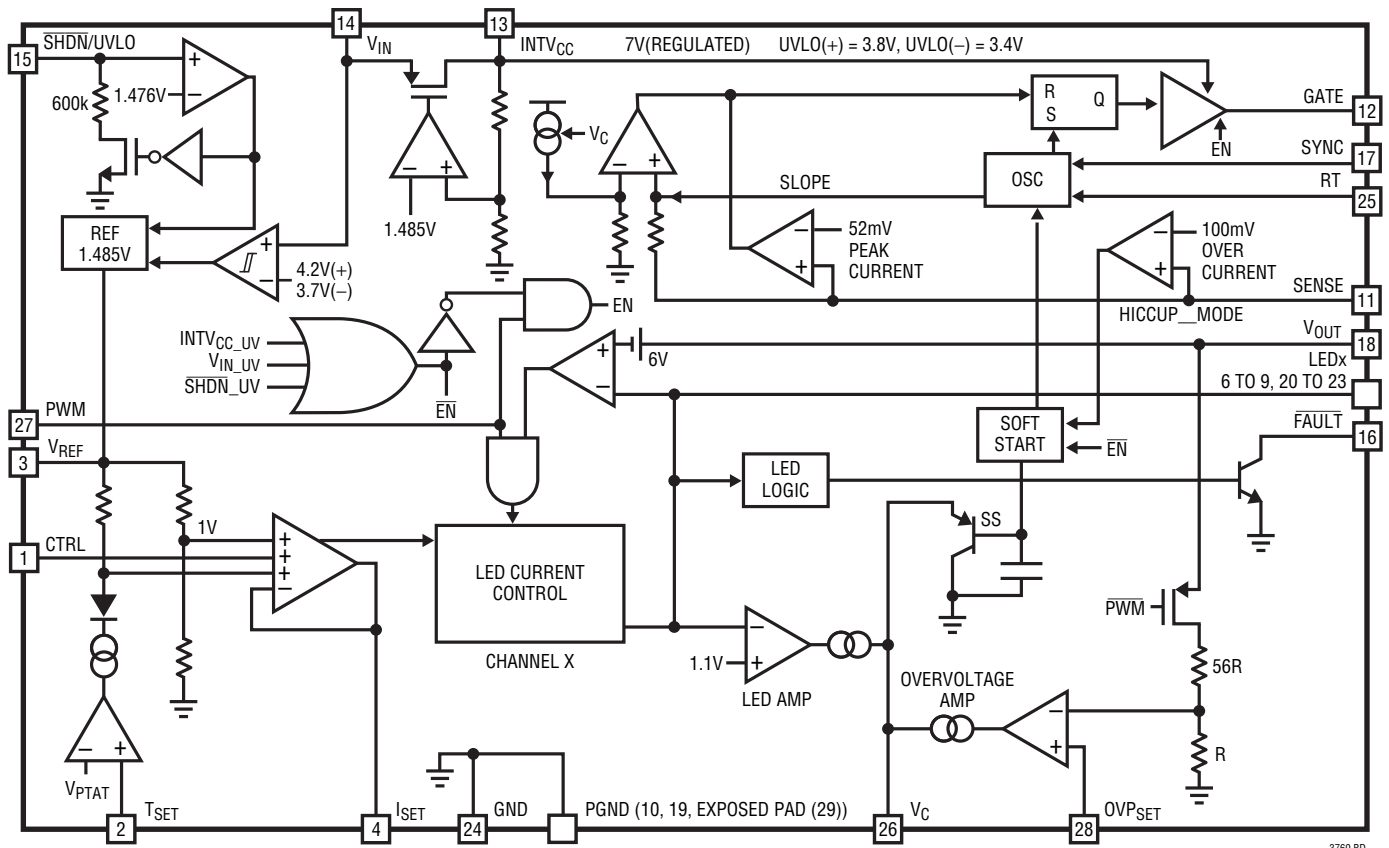 14
13
SHDN/UVLO
VIN
INTVCC
7V(REGULATED)
UVLO(+) = 3.8V, UVLO(–) = 3.4V
15
+
–
1.476V
600k
R
S
Q
GATE
12
VC
EN
SYNC
17
–
+
OSC
RT
25
SLOPE
–
+
1.485V
REF
1.485V
+
–
4.2V(+)
3.7V(–)
–
+
52mV
PEAK
CURRENT
–
+
100mV
OVER
CURRENT
SENSE
11
HICCUP__MODE
EN
INTVCC_UV
VIN_UV
SHDN_UV
EN
+
–
6V
VOUT
18
LEDx
6 TO 9, 20 TO 23
PWM
27
SOFT
START
EN
FAULT
16
VREF
3
LED
LOGIC
SS
1V
CTRL
1
+
+
+
–
LED CURRENT
CONTROL
CHANNEL X
PWM
–
+
1.1V
LED AMP
OVERVOLTAGE
AMP
56R
–
+
R
–
+
VPTAT
TSET
2
ISET
4
GND
24
PGND (10, 19, EXPOSED PAD (29))
VC
26
OVPSET
28
3760 BD